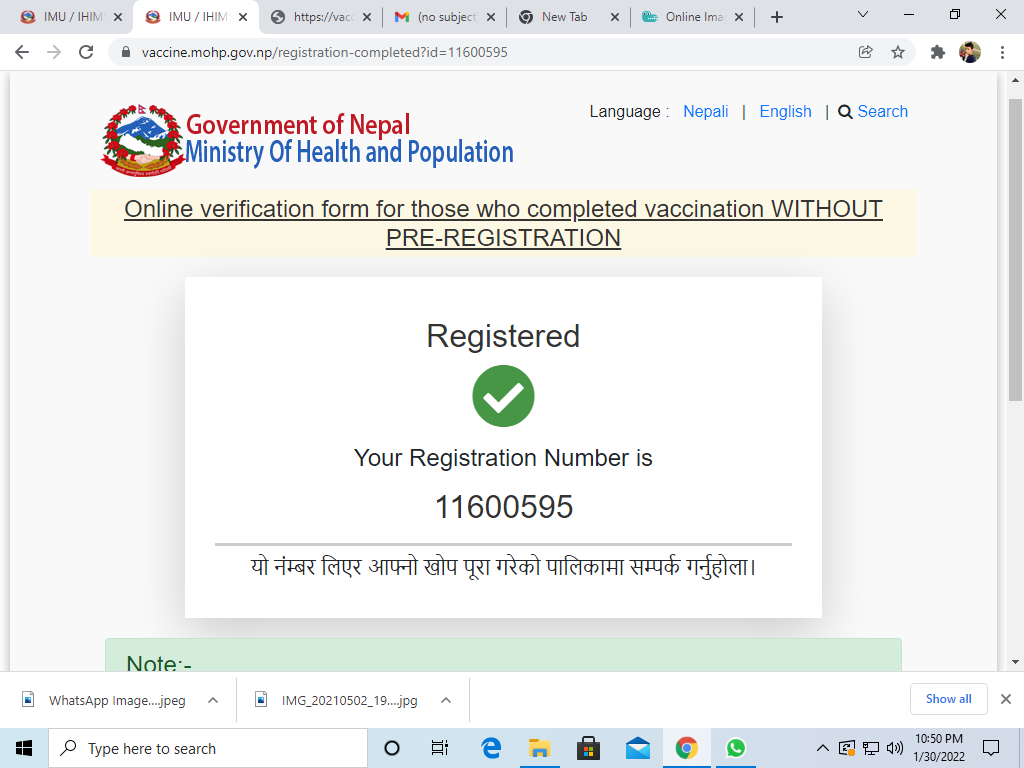 IMU / IHIM
IMU / IHIM
https://vacc
(no subject
New Tab
Online Ima
vaccine.mohp.gov.np/registration-completed?id=11600595
Language : Nepali | English | Search
Government of Nepal
Ministry Of Health and Population
Online verification form for those who completed vaccination WITHOUT
PRE-REGISTRATION
Registered
Your Registration Number is
11600595
यो नंम्बर लिएर आफ्नो खोप पूरा गरेको पालिकामा सम्पर्क गर्नुहोला।
Note:-
WhatsApp Image....jpeg
IMG_20210502_19....jpg
Show all
Type here to search
10:50 PM
1/30/2022